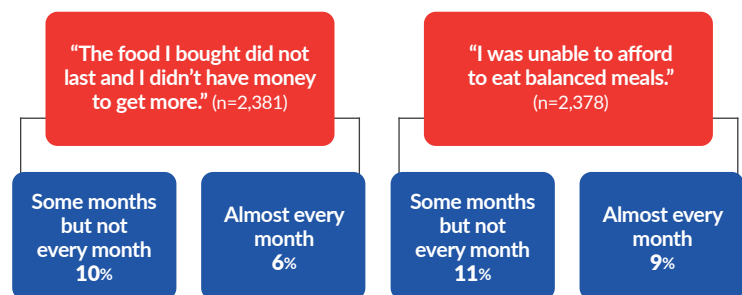 “The food I bought did not
last and I didn’t have money
to get more.” (n=2,381)
“I was unable to afford
to eat balanced meals.”
(n=2,378)
Some months
but not
every month
10%
Almost every
month
6%
Some months
but not
every month
11%
Almost every
month
9%